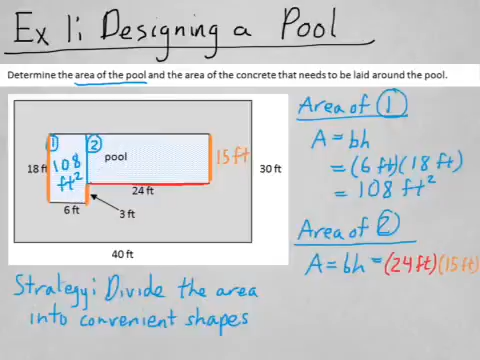 Ex 1: Designing a Pool
Determine the area of the pool and the area of the concrete that needs to be laid around the pool.
1
2
pool
108
ft²
18 ft
15 ft
30 ft
24 ft
6 ft
3 ft
40 ft
Area of 1
A = bh
= (6 ft)(18 ft)
= 108 ft²
Area of 2
A = bh = (24 ft)(15 ft)
Strategy: Divide the area
into convenient shapes